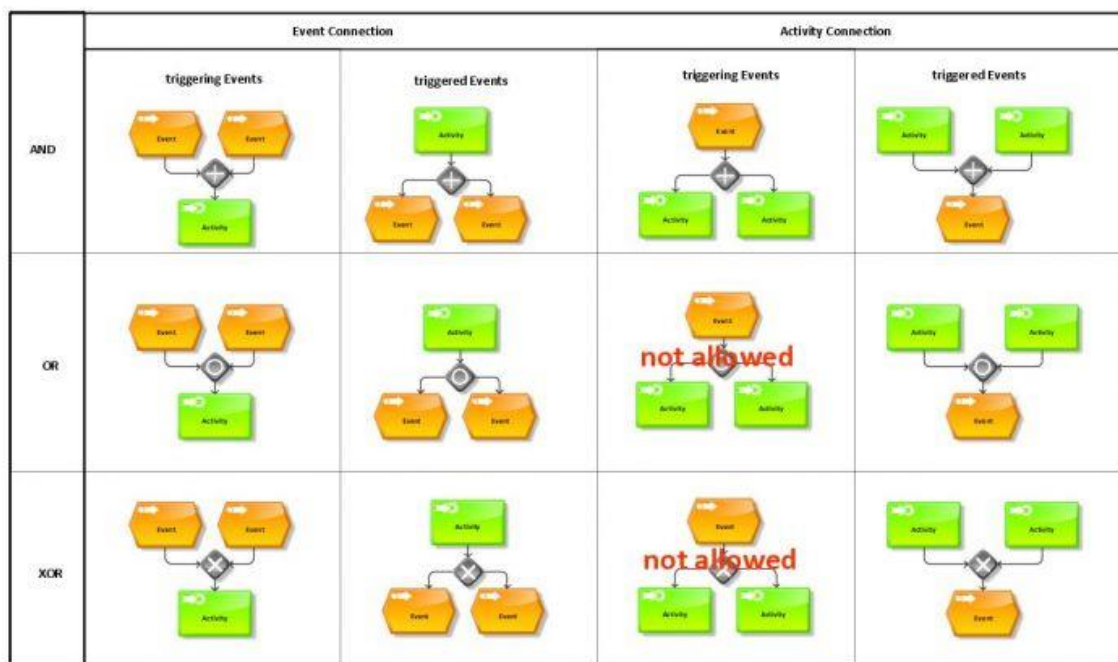 Event Connection Activity Connection
triggering Events triggered Events triggering Events triggered Events
AND
Event Event Activity Event Activity Activity
Activity Event Event Activity Activity Event
OR
Event Event Activity Event Activity Activity
not allowed
Activity Event Event Activity Activity Event
XOR
Event Event Activity Event Activity Activity
not allowed
Activity Event Event Activity Activity Event